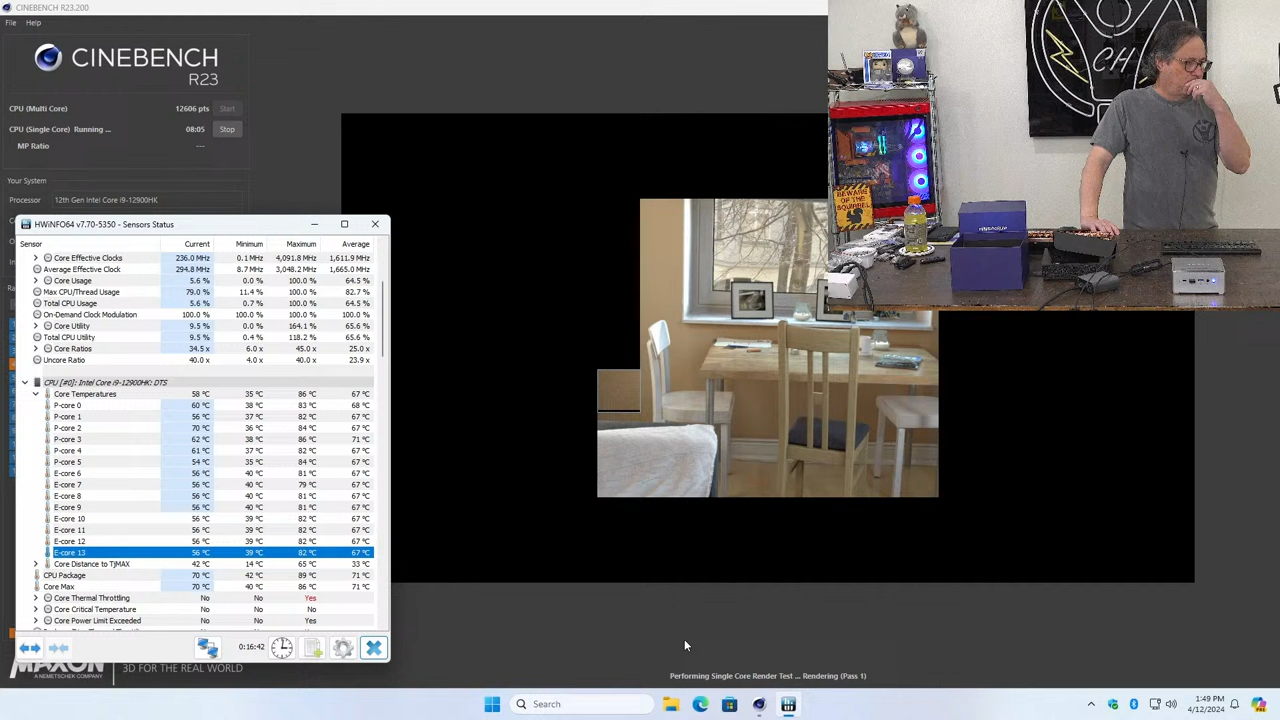 CINEBENCH R23.200
File Help
CINEBENCH
R23
CPU (Multi Core) 12606 pts Start
CPU (Single Core) Running ... 08:05 Stop
MP Ratio ---
Your System
Processor 12th Gen Intel Core i9-12900HK
HWiNFO64 v7.70-5350 - Sensors Status
Sensor Current Minimum Maximum Average
Core Effective Clocks 236.0 MHz 0.1 MHz 4,091.8 MHz 1,611.9 MHz
Average Effective Clock 294.8 MHz 8.7 MHz 3,048.2 MHz 1,665.0 MHz
Core Usage 5.6 % 0.0 % 100.0 % 64.5 %
Max CPU/Thread Usage 79.0 % 11.4 % 100.0 % 82.7 %
Total CPU Usage 5.6 % 0.7 % 100.0 % 64.5 %
On-Demand Clock Modulation 100.0 % 100.0 % 100.0 % 100.0 %
Core Utility 9.5 % 0.0 % 164.1 % 65.6 %
Total CPU Utility 9.5 % 0.4 % 118.2 % 65.6 %
Core Ratios 34.5 x 6.0 x 45.0 x 25.0 x
Uncore Ratio 40.0 x 4.0 x 40.0 x 23.9 x
CPU [#0]: Intel Core i9-12900HK: DTS
Core Temperatures 58 °C 35 °C 86 °C 67 °C
P-core 0 60 °C 38 °C 83 °C 68 °C
P-core 1 56 °C 37 °C 82 °C 67 °C
P-core 2 70 °C 36 °C 84 °C 67 °C
P-core 3 62 °C 38 °C 86 °C 71 °C
P-core 4 61 °C 37 °C 82 °C 67 °C
P-core 5 54 °C 35 °C 84 °C 67 °C
E-core 6 56 °C 40 °C 81 °C 67 °C
E-core 7 56 °C 40 °C 79 °C 67 °C
E-core 8 56 °C 40 °C 81 °C 67 °C
E-core 9 56 °C 40 °C 81 °C 67 °C
E-core 10 56 °C 39 °C 82 °C 67 °C
E-core 11 56 °C 39 °C 82 °C 67 °C
E-core 12 56 °C 39 °C 82 °C 67 °C
E-core 13 56 °C 39 °C 82 °C 67 °C
Core Distance to TjMAX 42 °C 14 °C 65 °C 33 °C
CPU Package 70 °C 42 °C 89 °C 71 °C
Core Max 70 °C 40 °C 86 °C 71 °C
Core Thermal Throttling No No Yes
Core Critical Temperature No No No
Core Power Limit Exceeded No No Yes
0:16:42
MAXON
A NEMETSCHEK COMPANY
3D FOR THE REAL WORLD
Performing Single Core Render Test ... Rendering (Pass 1)
Search
1:49 PM
4/12/2024
CH
BEWARE
OF THE
SQUIRREL